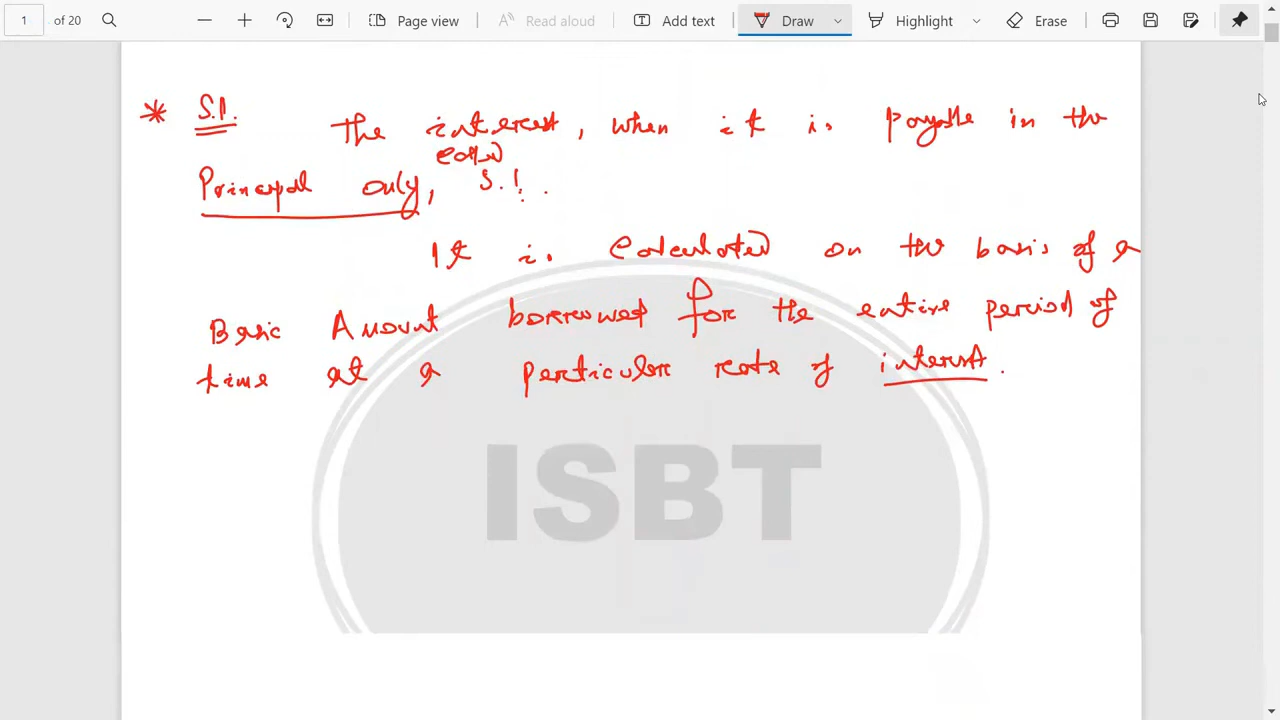 1 of 20 Page view Read aloud Add text Draw Highlight Erase
* S.I. The interest, when it is payable in the
called
Principal only, S.I.
It is calculated on the basis of a
Basic Amount borrowed for the entire period of
time at a particular rate of interest.
ISBT